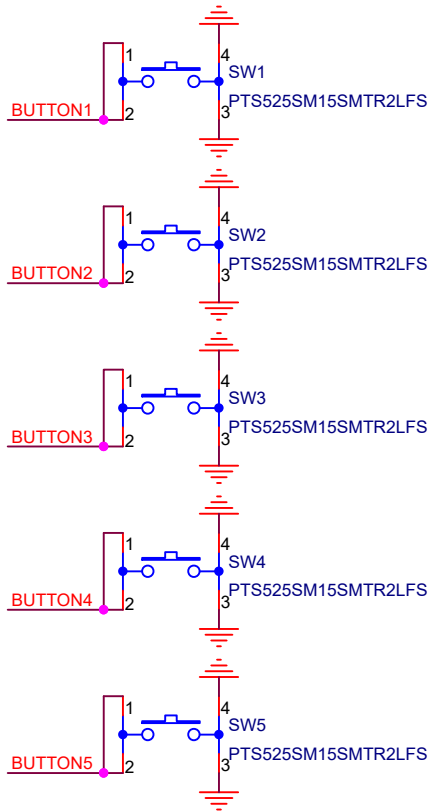 1 4
SW1
PTS525SM15SMTR2LFS
BUTTON1 2 3
1 4
SW2
PTS525SM15SMTR2LFS
BUTTON2 2 3
1 4
SW3
PTS525SM15SMTR2LFS
BUTTON3 2 3
1 4
SW4
PTS525SM15SMTR2LFS
BUTTON4 2 3
1 4
SW5
PTS525SM15SMTR2LFS
BUTTON5 2 3